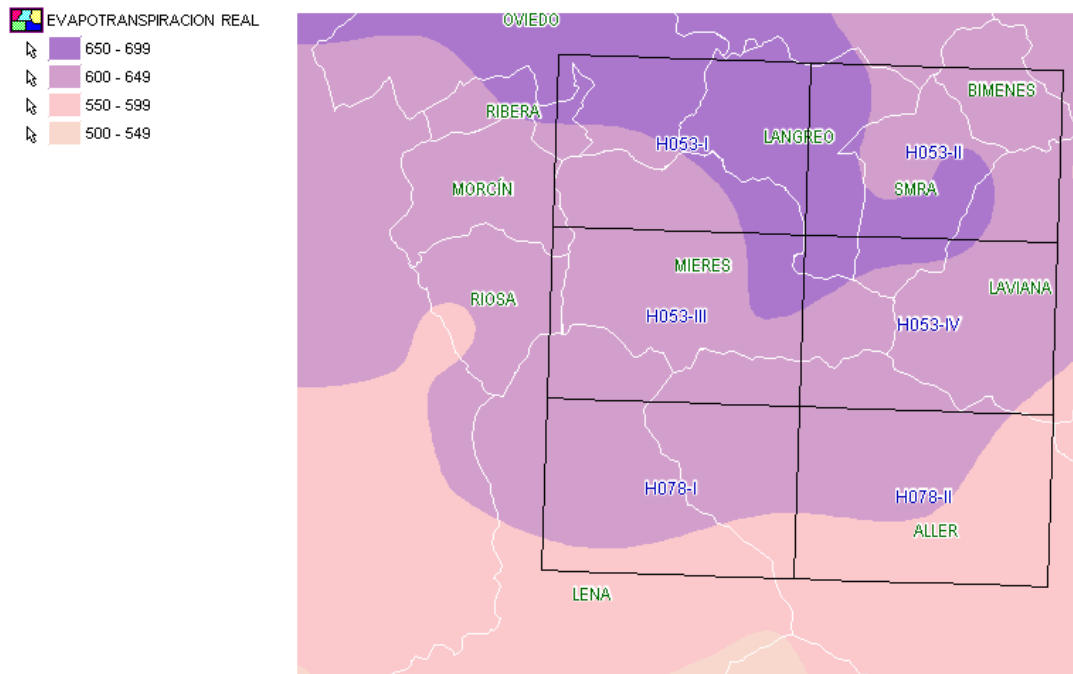 EVAPOTRANSPIRACION REAL
650 - 699
600 - 649
550 - 599
500 - 549
OVIEDO
BIMENES
RIBERA
LANGREO
H053-I
H053-II
MORCÍN
SMRA
MIERES
LAVIANA
RIOSA
H053-III
H053-IV
H078-I
H078-II
ALLER
LENA